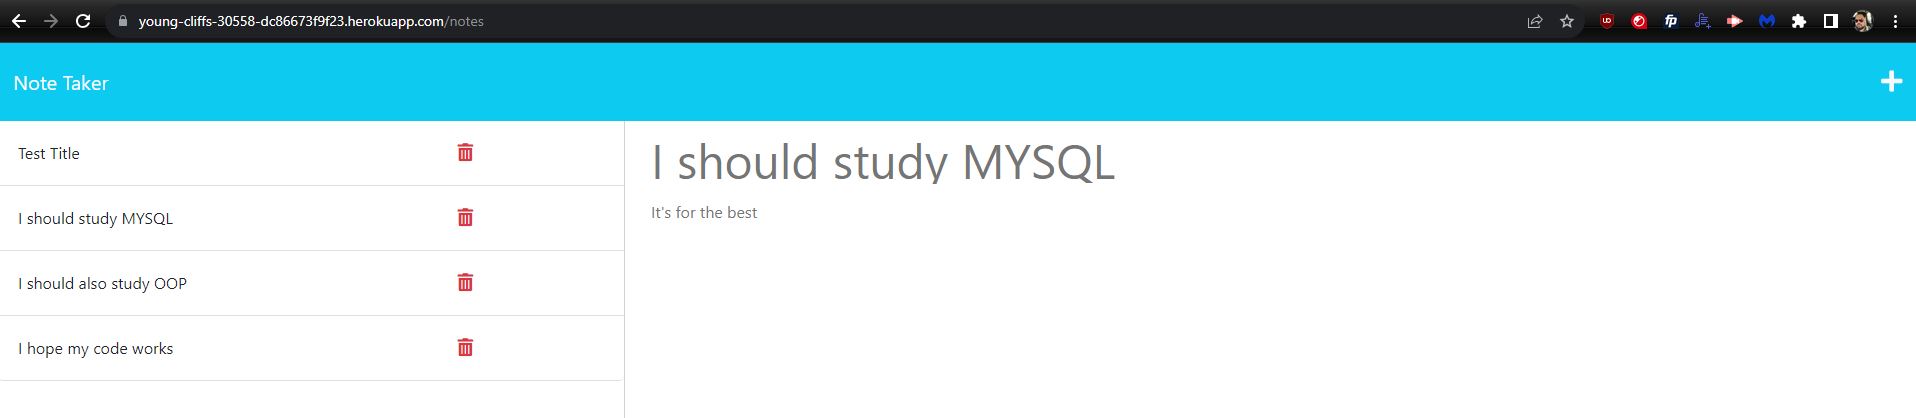 young-cliffs-30558-dc86673f9f23.herokuapp.com/notes
Note Taker
Test Title
I should study MYSQL
I should also study OOP
I hope my code works
I should study MYSQL
It's for the best